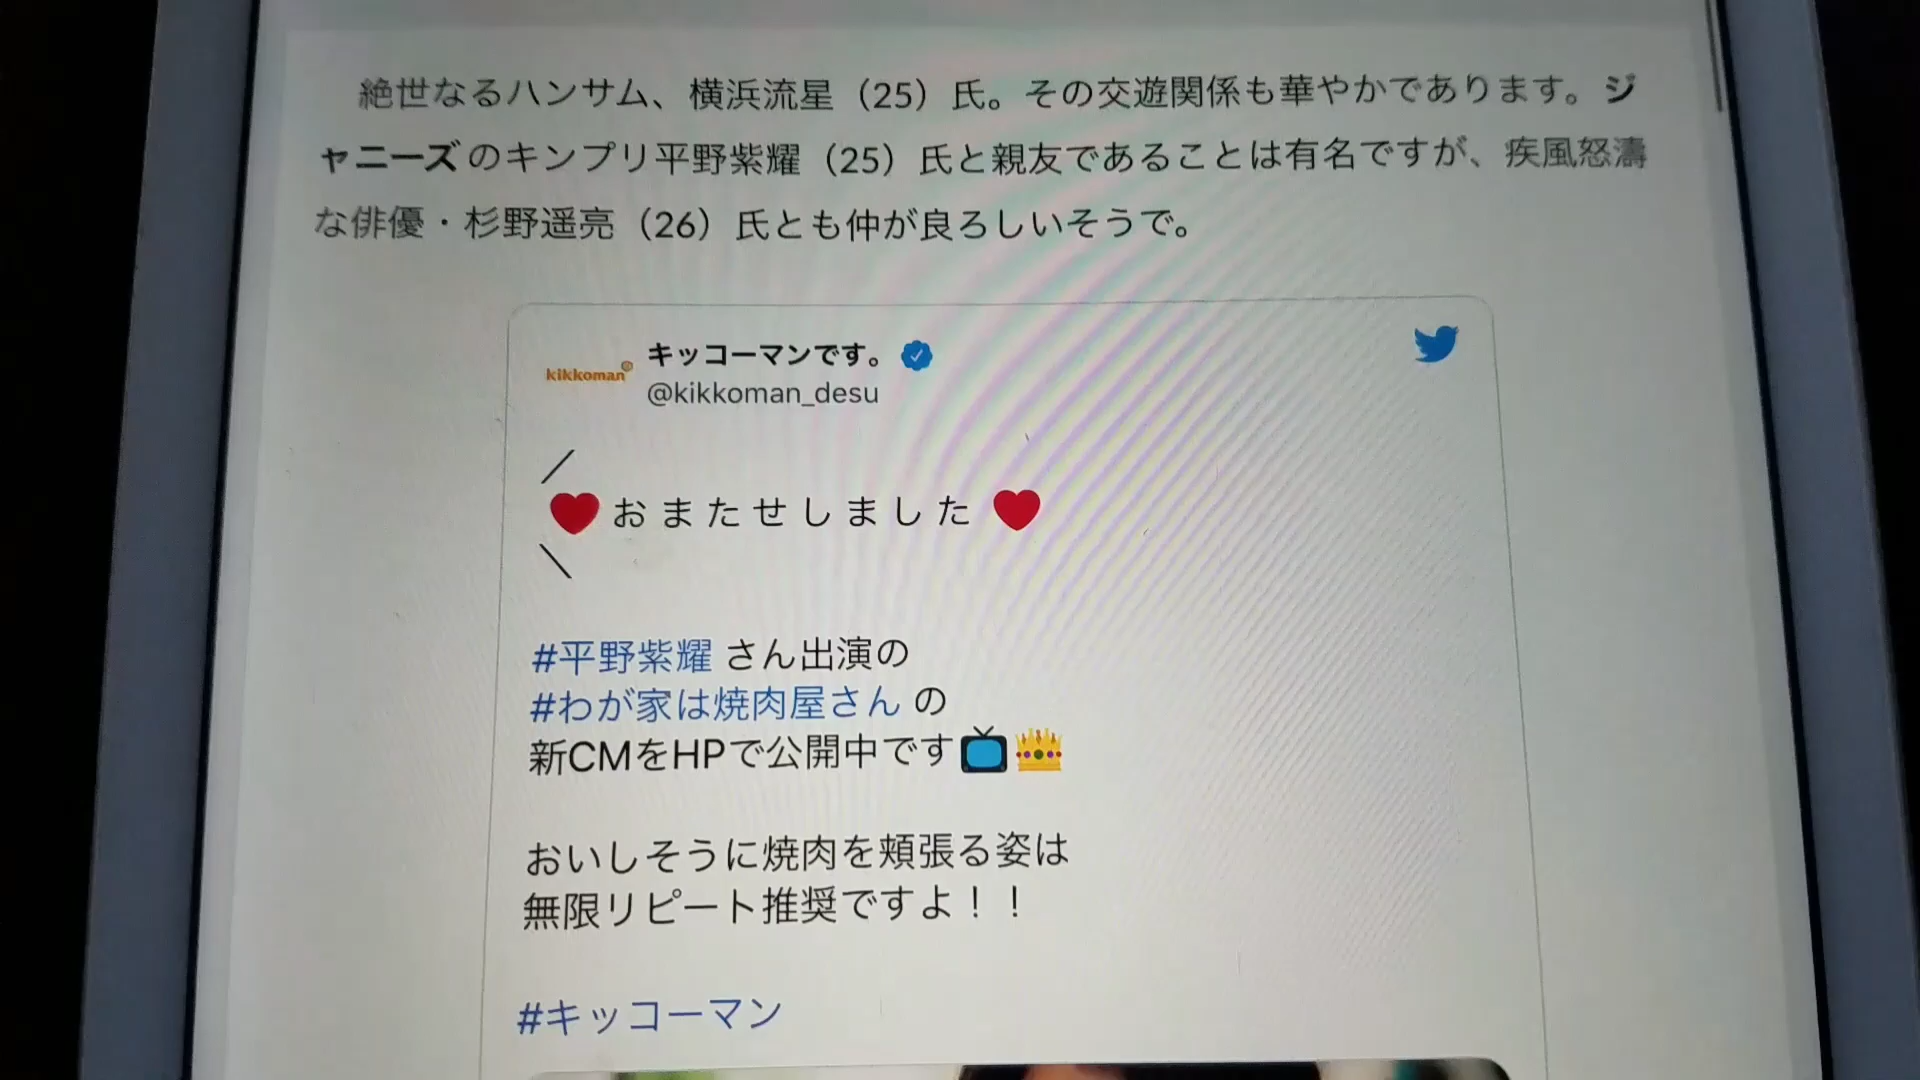 絶世なるハンサム、横浜流星（25）氏。その交遊関係も華やかであります。ジ
ャニーズのキンプリ平野紫耀（25）氏と親友であることは有名ですが、疾風怒濤
な俳優・杉野遥亮（26）氏とも仲が良ろしいそうで。
kikkoman
キッコーマンです。
@kikkoman_desu
／
❤おまたせしました❤
＼
#平野紫耀 さん出演の
#わが家は焼肉屋さん の
新CMをHPで公開中です📺👑
おいしそうに焼肉を頬張る姿は
無限リピート推奨ですよ！！
#キッコーマン